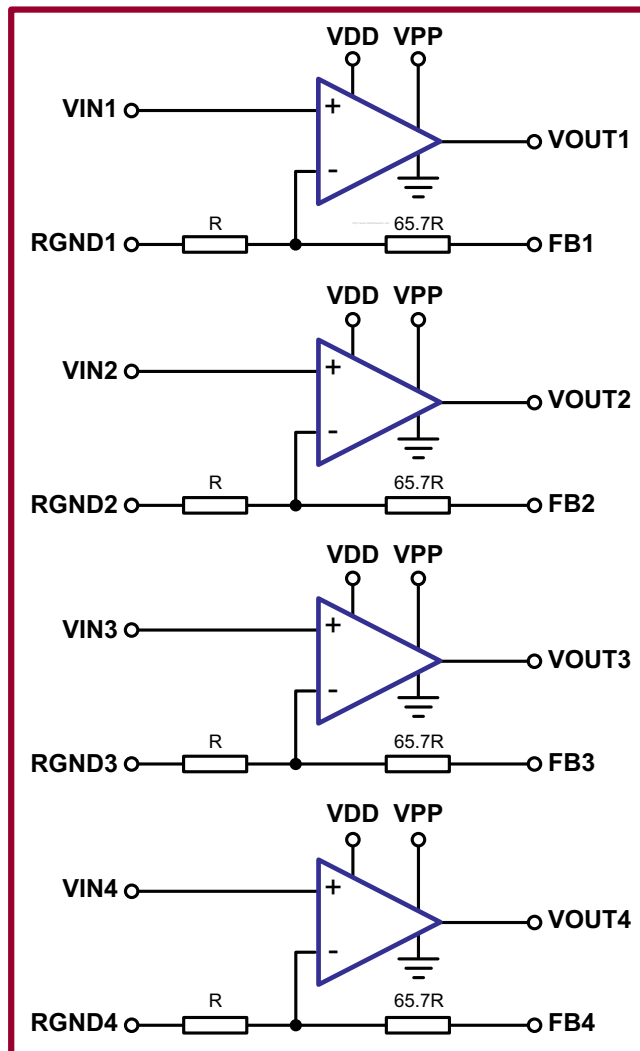 VDD VPP
VIN1 + VOUT1
-
R 65.7R
RGND1 FB1
VDD VPP
VIN2 + VOUT2
-
R 65.7R
RGND2 FB2
VDD VPP
VIN3 + VOUT3
-
R 65.7R
RGND3 FB3
VDD VPP
VIN4 + VOUT4
-
R 65.7R
RGND4 FB4